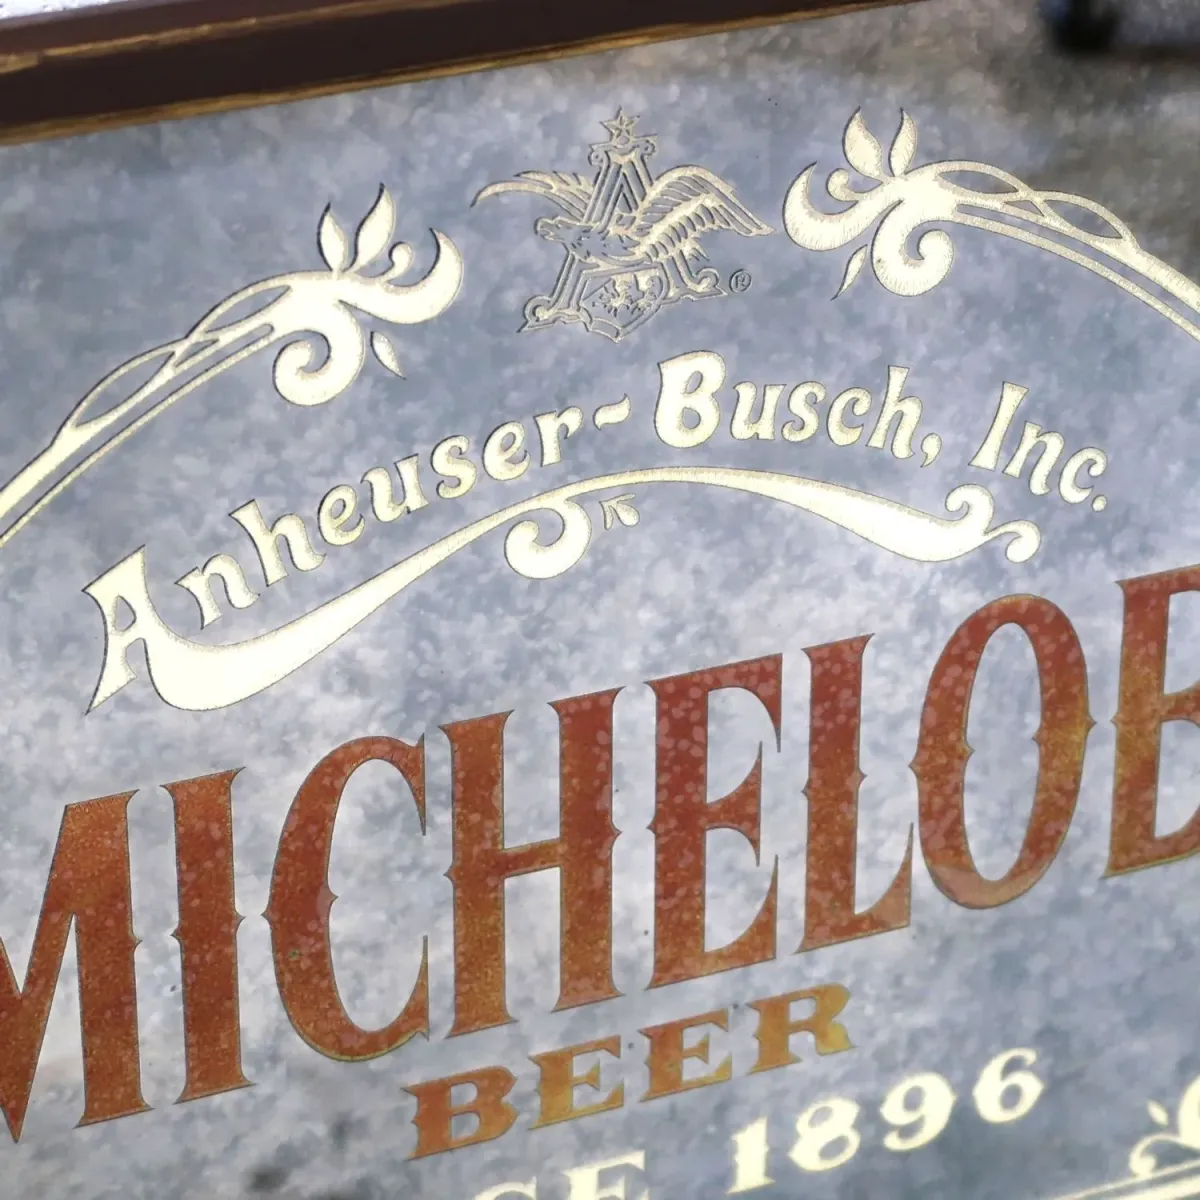 ®
Anheuser-Busch, Inc.
MICHELOB
BEER
1896